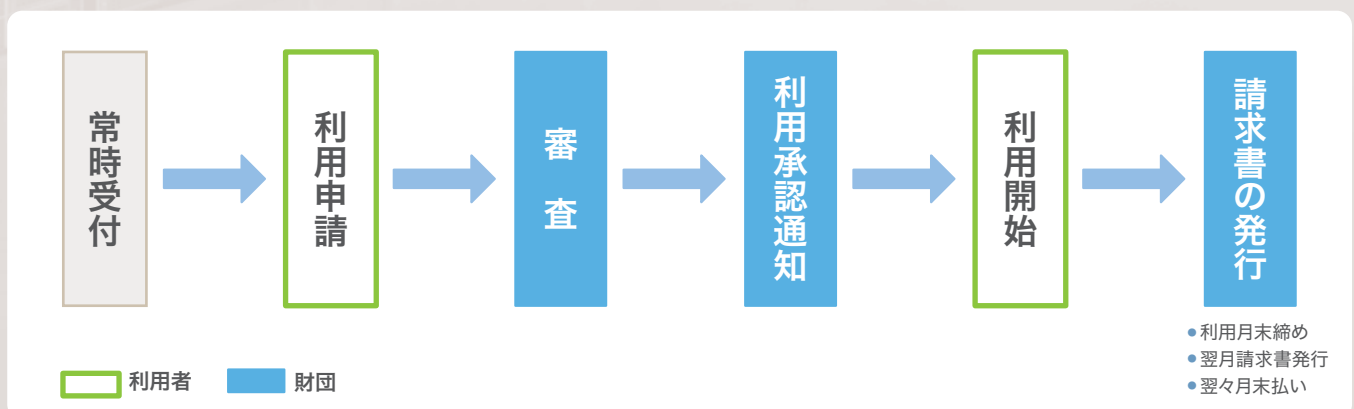 常時受付
利用申請
審査
利用承認通知
利用開始
請求書の発行
●利用月末締め
●翌月請求書発行
●翌々月末払い
利用者
財団